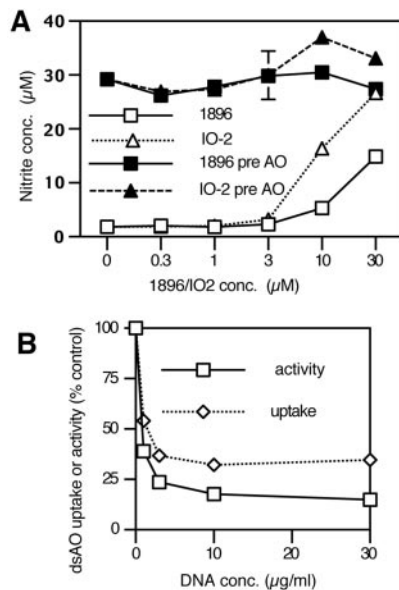 A
Nitrite conc. (µM)
40
30
20
10
0
1896
IO-2
1896 pre AO
IO-2 pre AO
0 0.3 1 3 10 30
1896/IO2 conc. (µM)
B
dsAO uptake or activity (% control)
100
75
50
25
0
activity
uptake
0 10 20 30
DNA conc. (µg/ml)